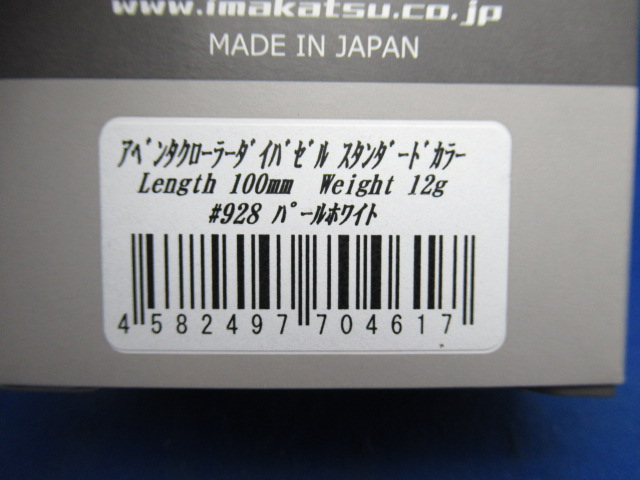 www.imakatsu.co.jp
MADE IN JAPAN
ｱﾍﾞﾝﾀｸﾛｰﾗｰﾀﾞｲﾊﾞｾﾞﾙ ｽﾀﾝﾀﾞｰﾄﾞｶﾗｰ
Length 100mm Weight 12g
#928 ﾊﾟｰﾙﾎﾜｲﾄ
4 582497 704617